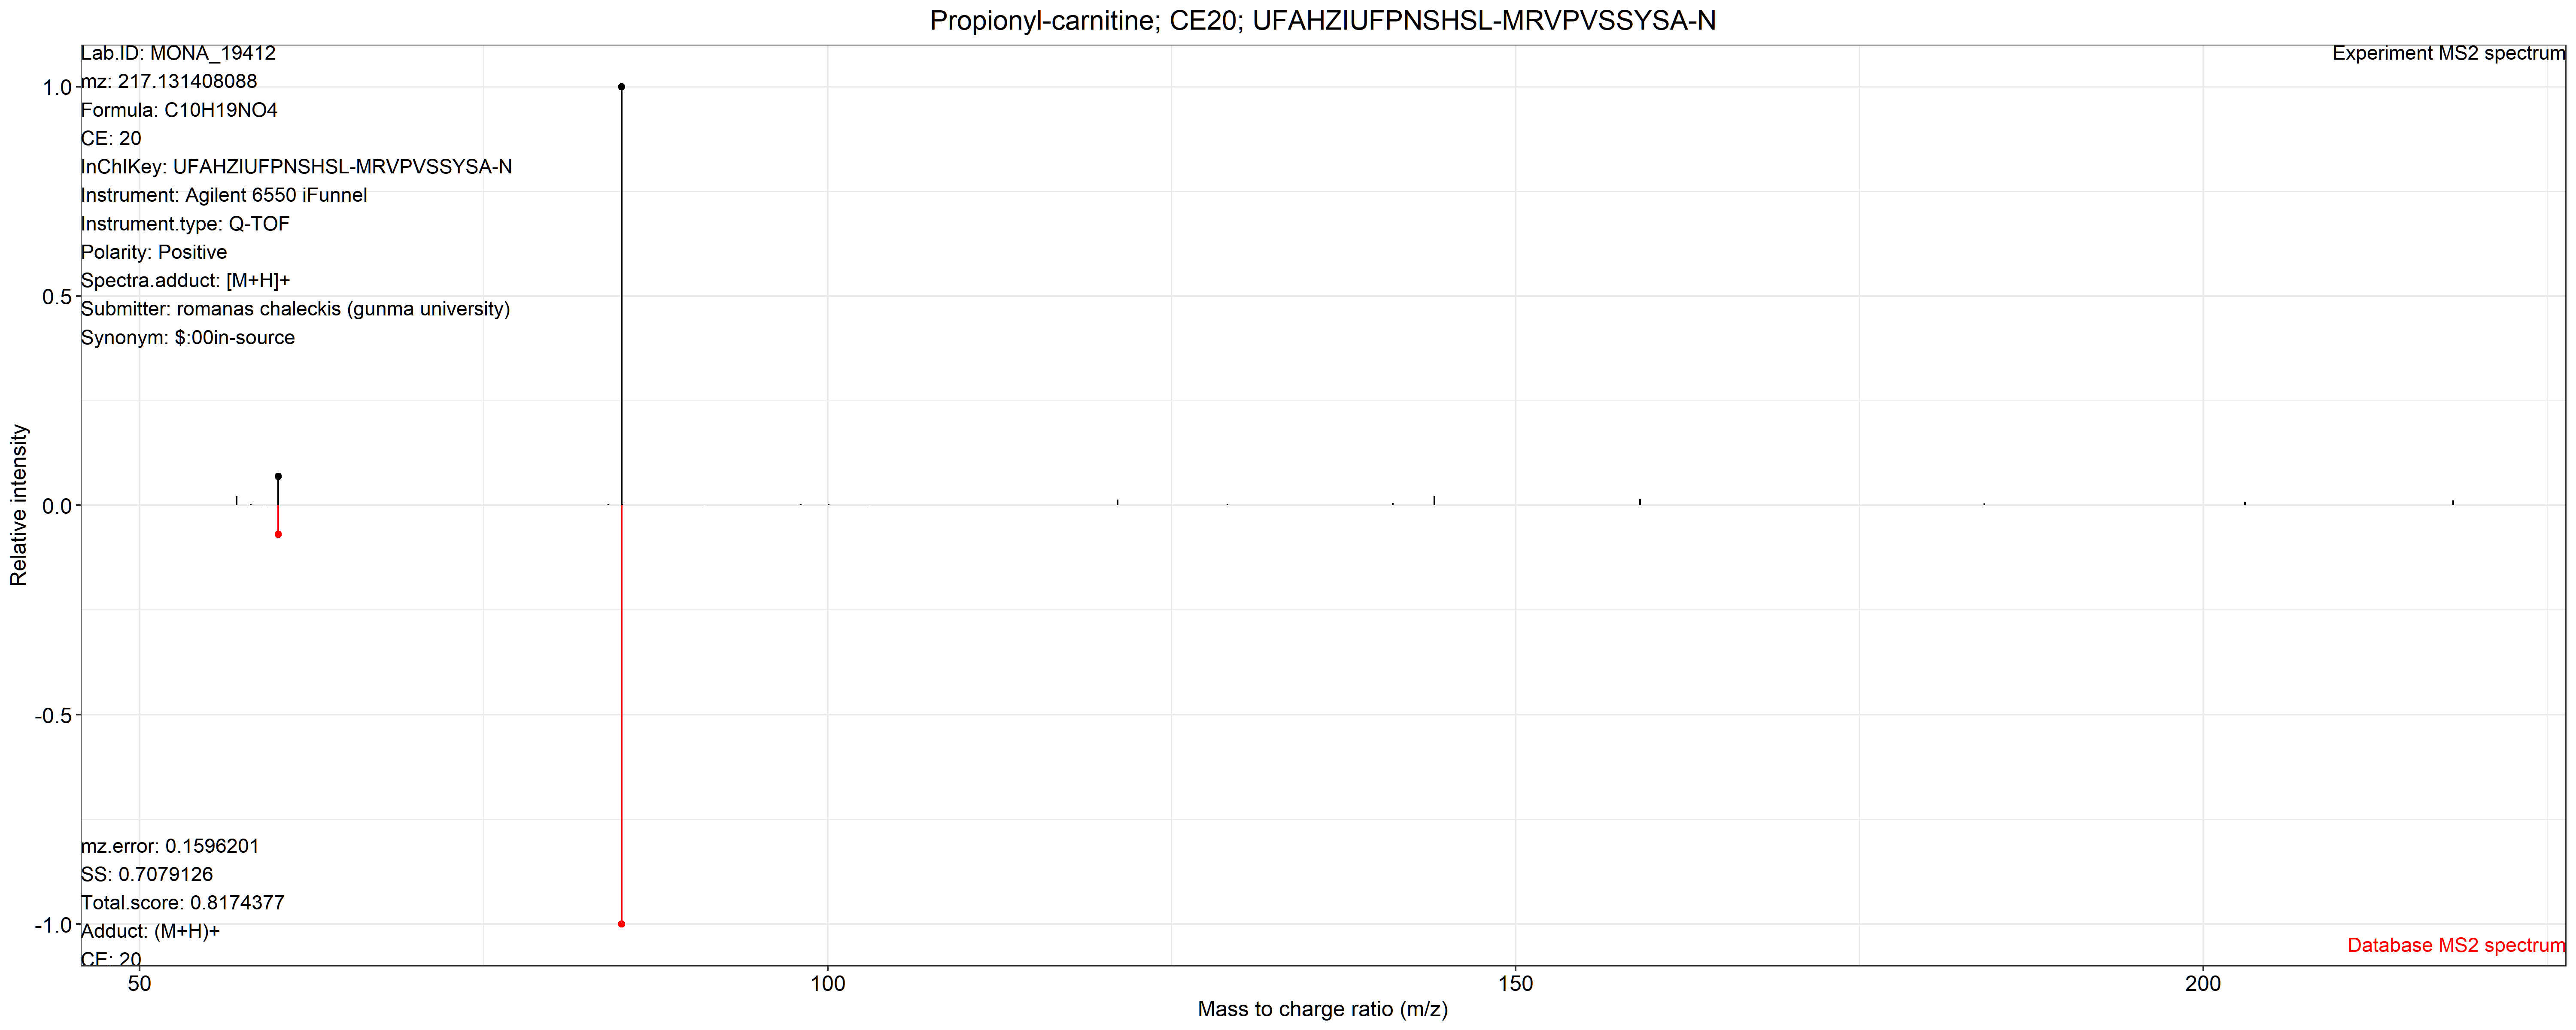 Propionyl-carnitine; CE20; UFAHZIUFPNSHSL-MRVPVSSYSA-N
Lab.ID: MONA_19412
Experiment MS2 spectrum
mz: 217.131408088
Formula: C10H19NO4
CE: 20
InChIKey: UFAHZIUFPNSHSL-MRVPVSSYSA-N
Instrument: Agilent 6550 iFunnel
Instrument.type: Q-TOF
Polarity: Positive
Spectra.adduct: [M+H]+
Submitter: romanas chaleckis (gunma university)
Synonym: $:00in-source
1.0
0.5
0.0
-0.5
-1.0
Relative intensity
mz.error: 0.1596201
SS: 0.7079126
Total.score: 0.8174377
Adduct: (M+H)+
CE: 20
Database MS2 spectrum
50
100
150
200
Mass to charge ratio (m/z)